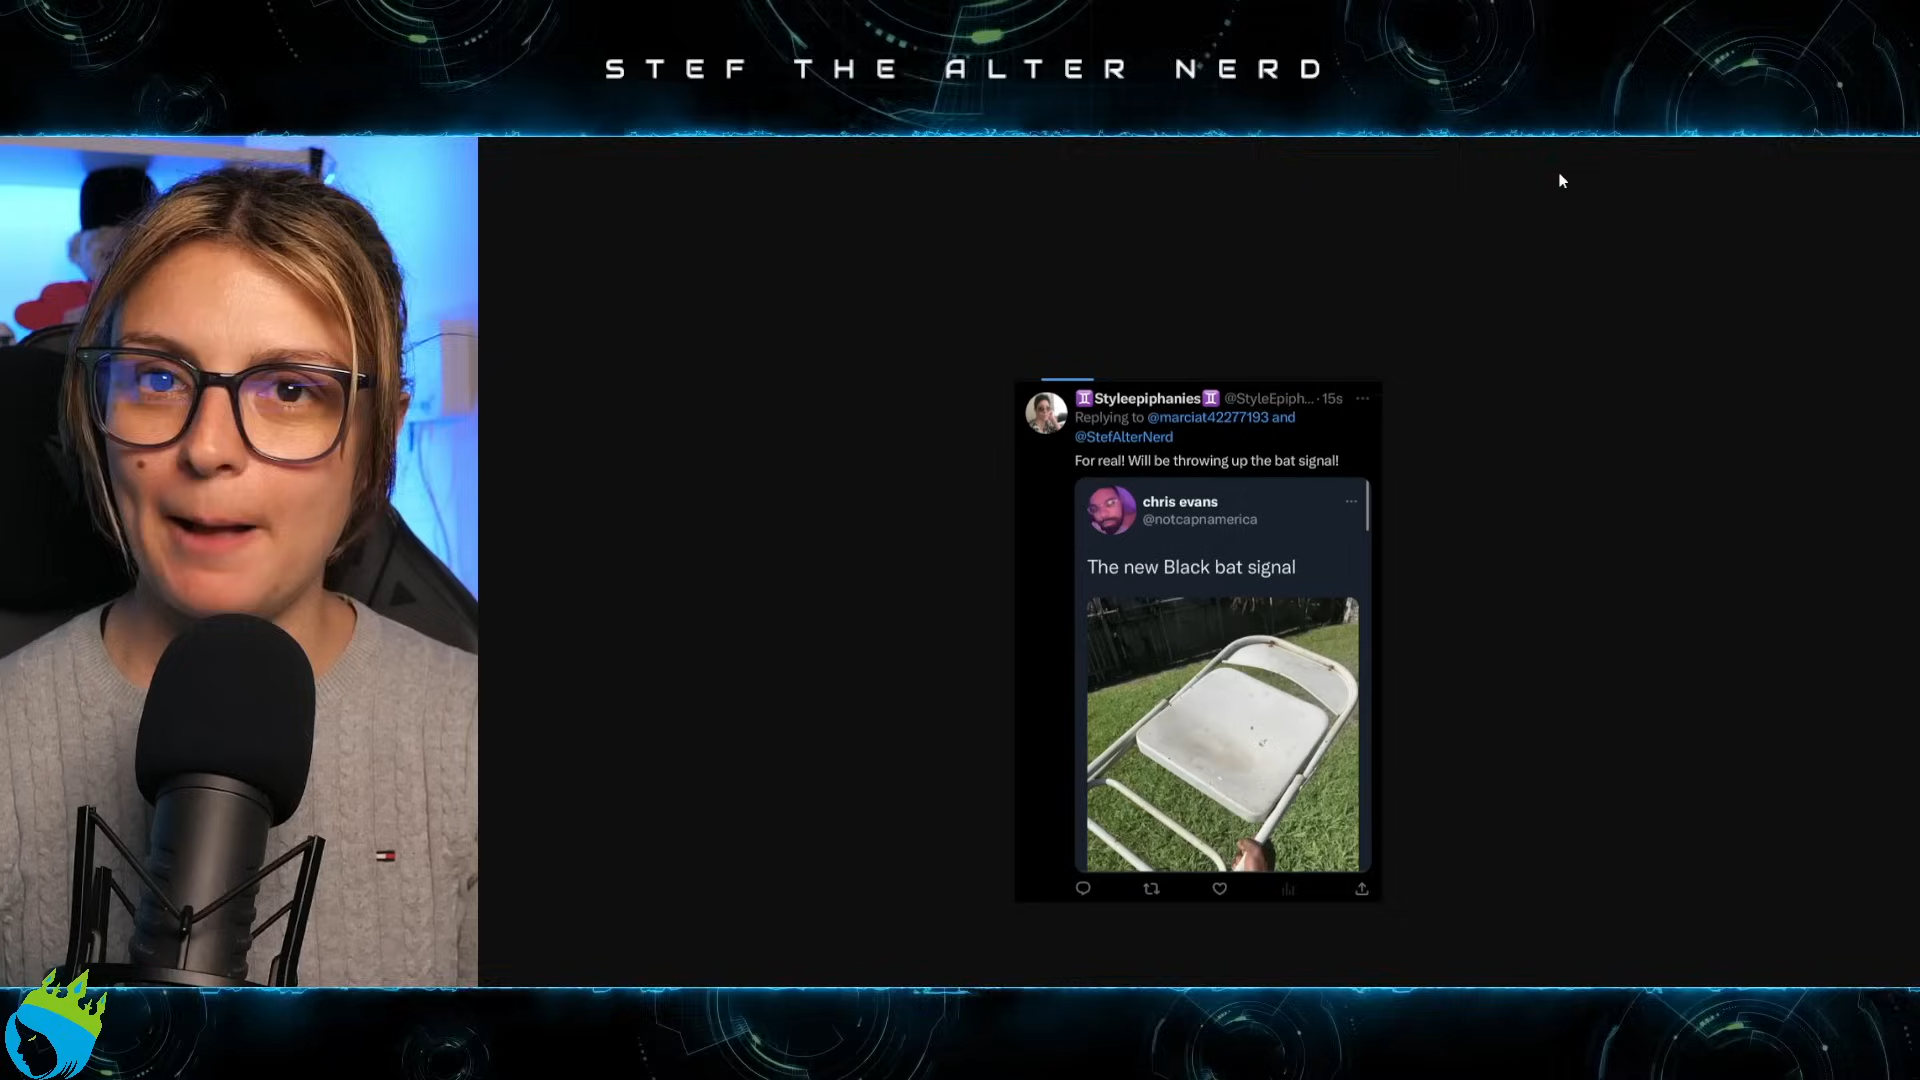 STEF THE ALTER NERD
♊Styleepiphanies♊ @StyleEpiph... · 15s
Replying to @marciat42277193 and
@StefAlterNerd
For real! Will be throwing up the bat signal!
chris evans
@notcapnamerica
The new Black bat signal